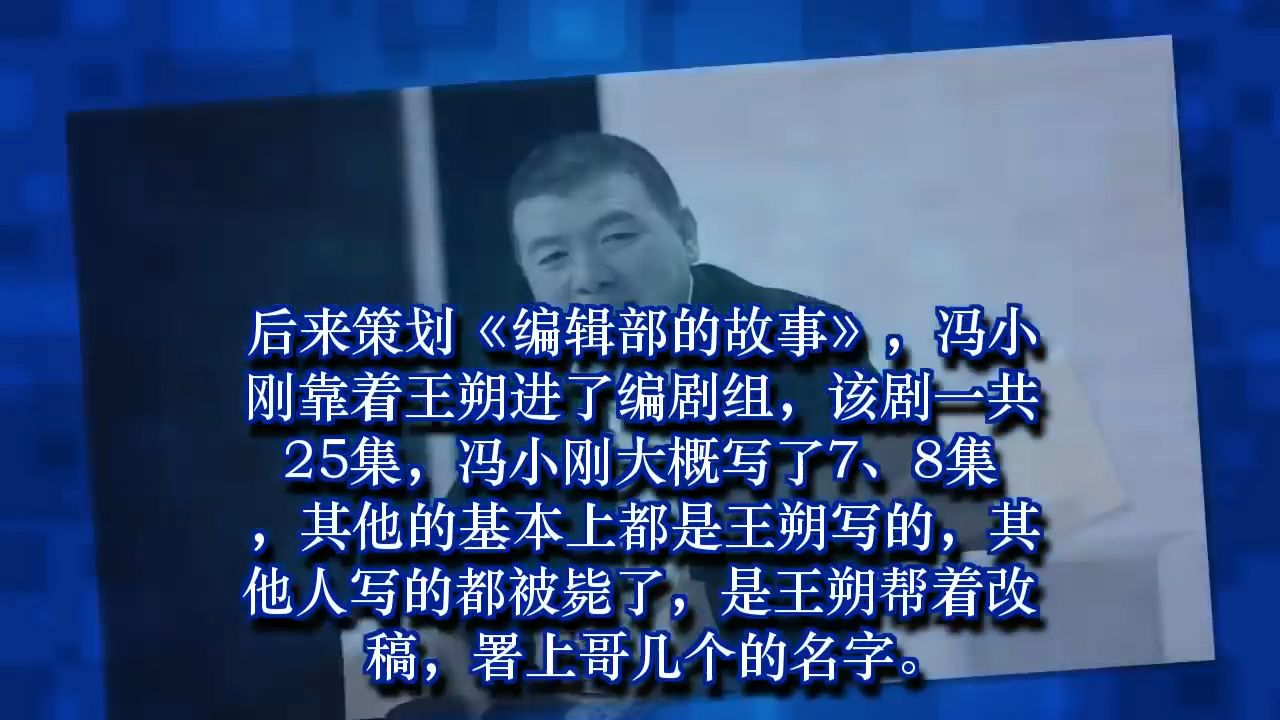 后来策划《编辑部的故事》，冯小
刚靠着王朔进了编剧组，该剧一共
25集，冯小刚大概写了7、8集
，其他的基本上都是王朔写的，其
他人写的都被毙了，是王朔帮着改
稿，署上哥几个的名字。